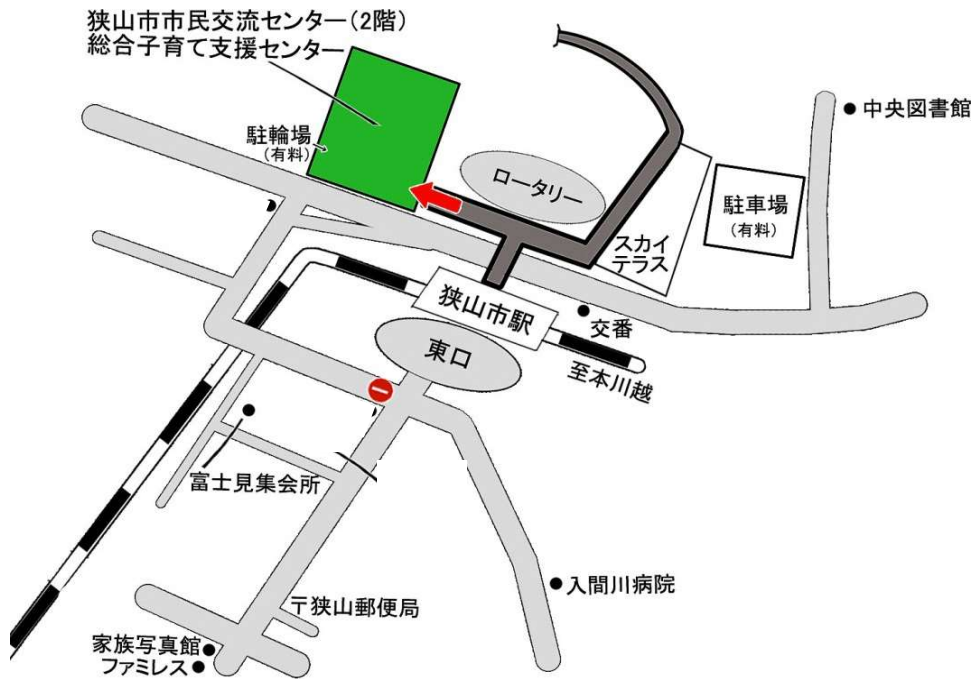 狭山市市民交流センター(2階)
総合子育て支援センター
駐輪場
(有料)
ロータリー
中央図書館
駐車場
(有料)
スカイ
テラス
狭山市駅
交番
東口
至本川越
富士見集会所
入間川病院
〒狭山郵便局
家族写真館
ファミレス